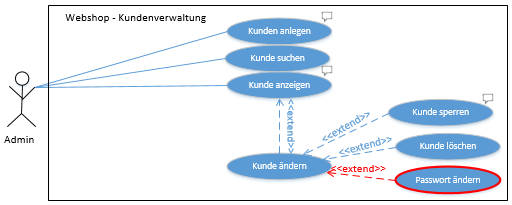 Webshop - Kundenverwaltung
Kunden anlegen
Kunde suchen
Kunde anzeigen
Admin
<<extend>>
Kunde ändern
<<extend>>
Kunde sperren
<<extend>>
Kunde löschen
<<extend>>
Passwort ändern